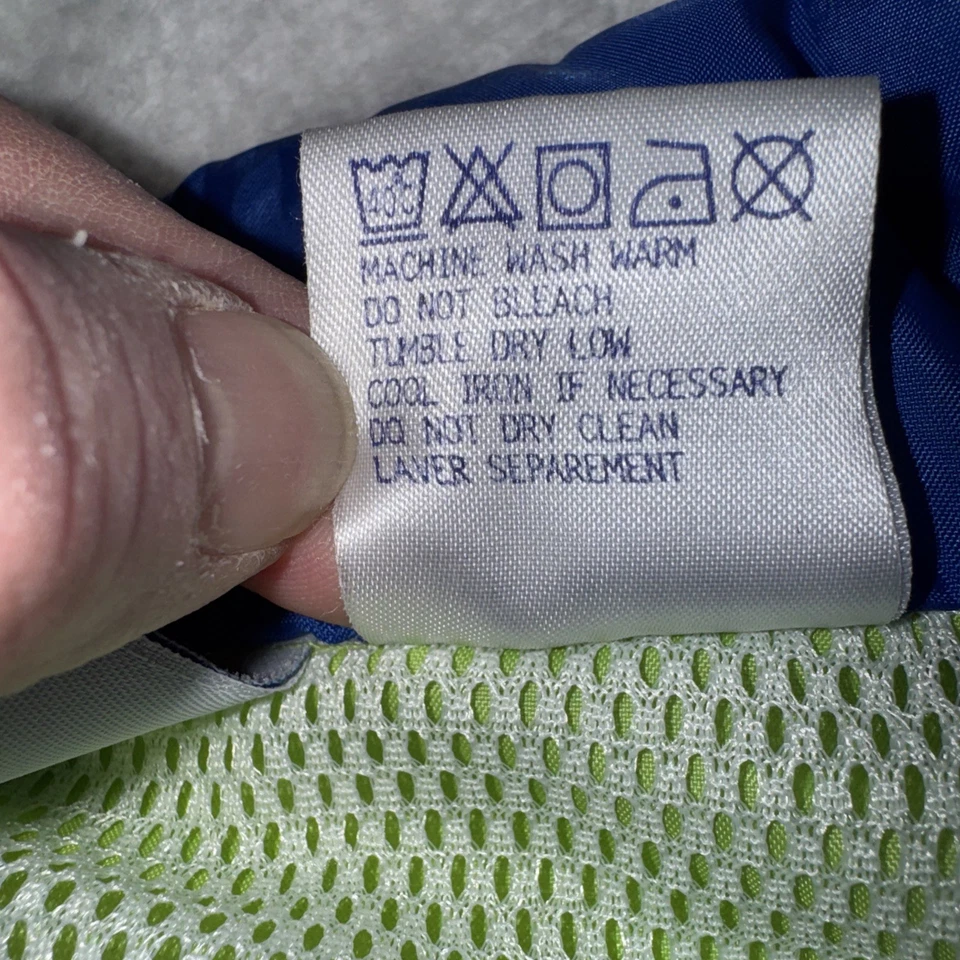 40°
MACHINE WASH WARM
DO NOT BLEACH
TUMBLE DRY LOW
COOL IRON IF NECESSARY
DO NOT DRY CLEAN
LAVER SEPAREMENT